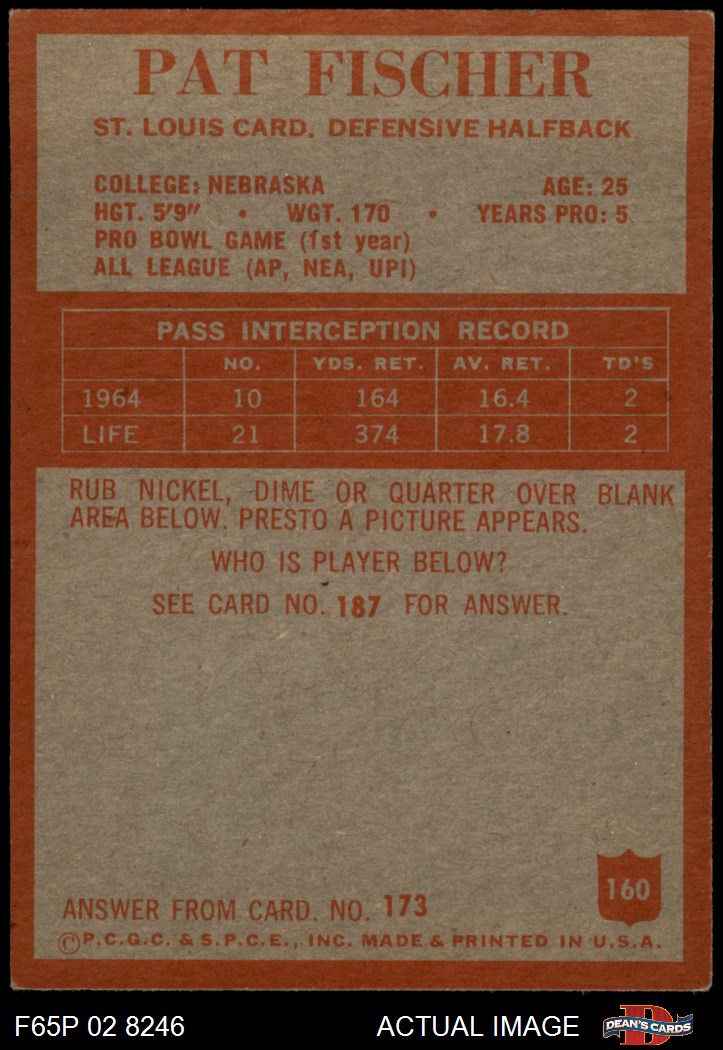 PAT FISCHER
ST. LOUIS CARD. DEFENSIVE HALFBACK
COLLEGE: NEBRASKA AGE: 25
HGT. 5'9" • WGT. 170 • YEARS PRO: 5
PRO BOWL GAME (1st year)
ALL LEAGUE (AP, NEA, UPI)
PASS INTERCEPTION RECORD
NO. YDS. RET. AV. RET. TD'S
1964 10 164 16.4 2
LIFE 21 374 17.8 2
RUB NICKEL, DIME OR QUARTER OVER BLANK
AREA BELOW. PRESTO A PICTURE APPEARS.
WHO IS PLAYER BELOW?
SEE CARD NO. 187 FOR ANSWER.
160
ANSWER FROM CARD. NO. 173
©P.C.G.C. & S.P.C.E., INC. MADE & PRINTED IN U.S.A.
F65P 02 8246 ACTUAL IMAGE
D
DEAN'S CARDS